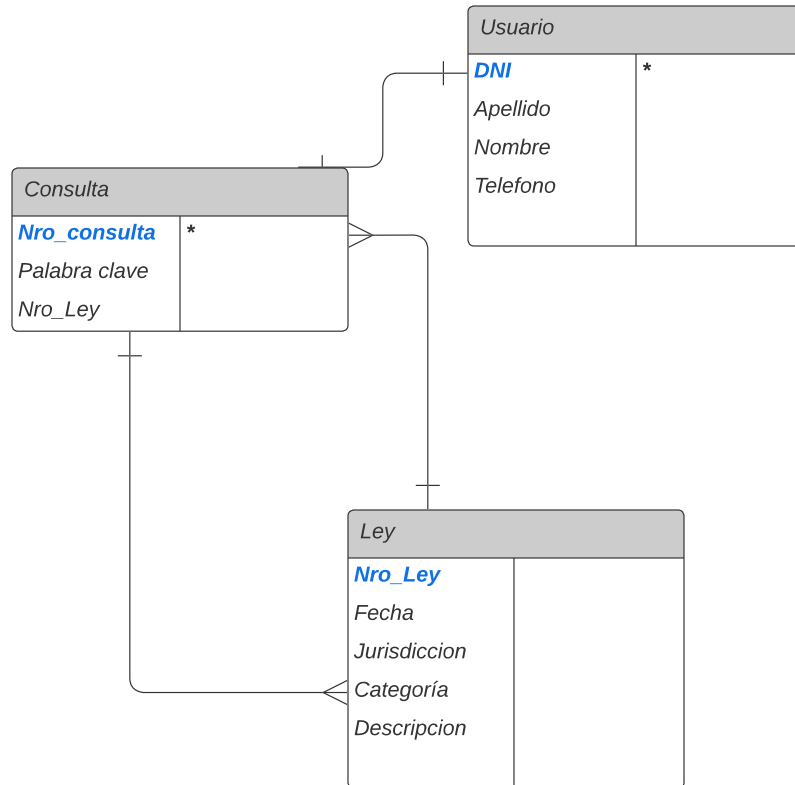 Usuario
DNI *
Apellido
Nombre
Telefono
Consulta
Nro_consulta *
Palabra clave
Nro_Ley
Ley
Nro_Ley
Fecha
Jurisdiccion
Categoría
Descripcion